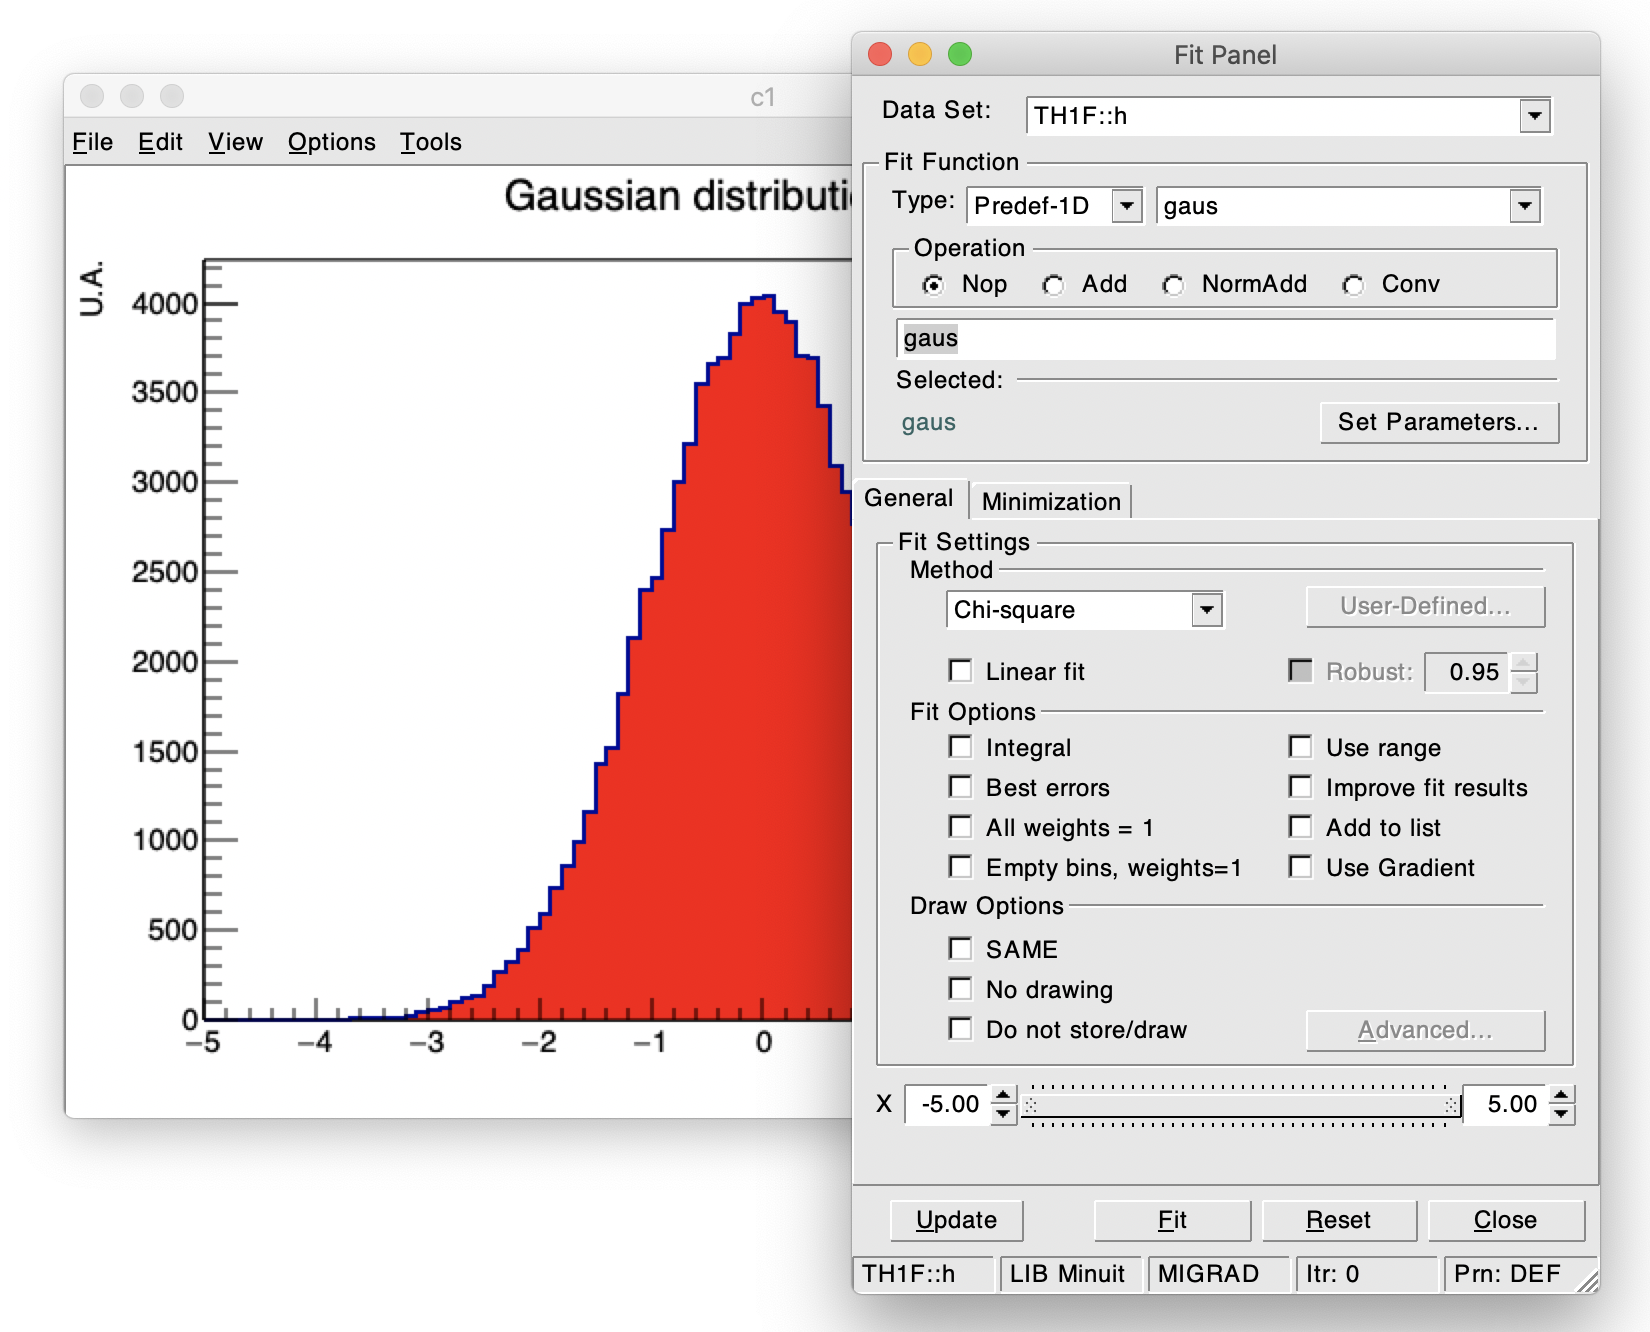 c1
File Edit View Options Tools
Gaussian distributi
U.A.
4000
3500
3000
2500
2000
1500
1000
500
0
−5 −4 −3 −2 −1 0
Fit Panel
Data Set: TH1F::h
Fit Function
Type: Predef-1D gaus
Operation
Nop Add NormAdd Conv
gaus
Selected:
gaus Set Parameters...
General Minimization
Fit Settings
Method
Chi-square User-Defined...
Linear fit Robust: 0.95
Fit Options
Integral Use range
Best errors Improve fit results
All weights = 1 Add to list
Empty bins, weights=1 Use Gradient
Draw Options
SAME
No drawing
Do not store/draw Advanced...
X -5.00 5.00
Update Fit Reset Close
TH1F::h LIB Minuit MIGRAD Itr: 0 Prn: DEF